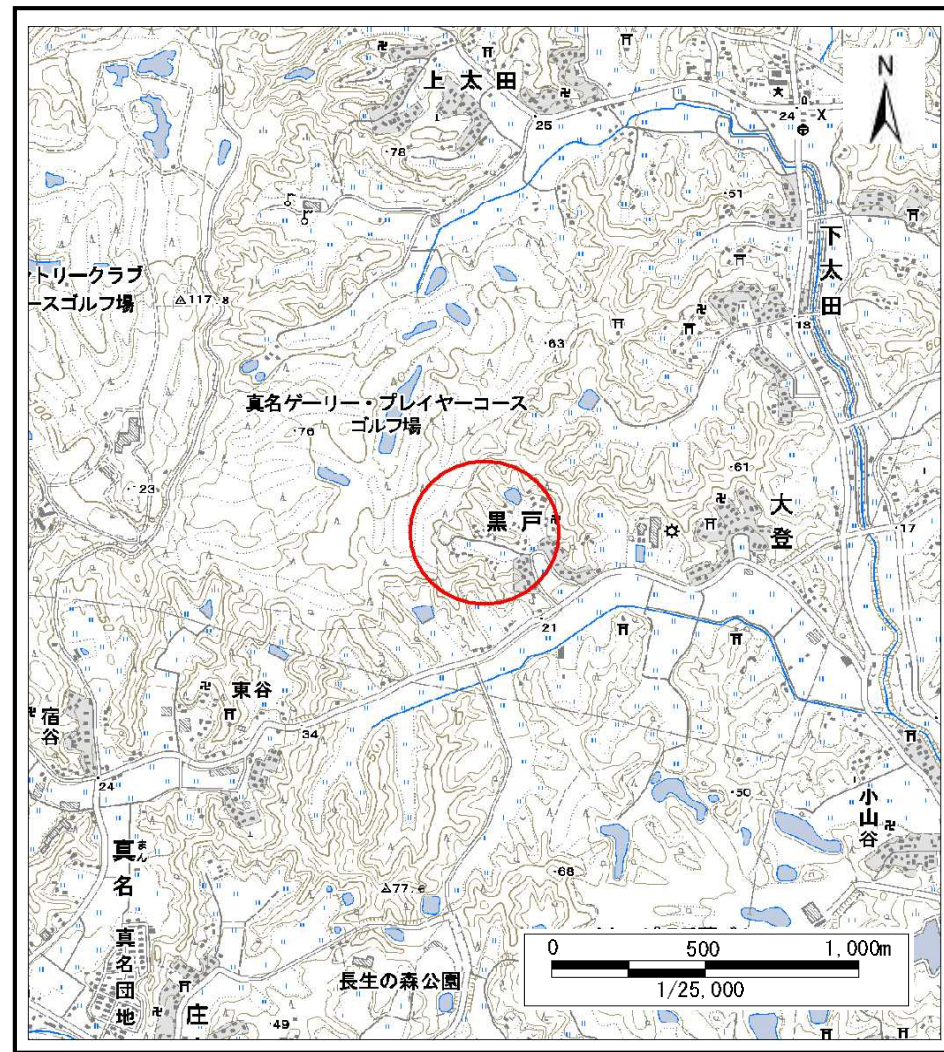 上太田
N
24
25
・78
・51
下太田
トリークラブ
ースゴルフ場
117.8
18
・63
真名ゲーリー・プレイヤーコース
ゴルフ場
・76
・61
・23
黒戸
大登
17
21
東谷
宿谷
34
24
・50
小山谷
まん
真名
77.6
・68
真名団地
長生の森公園
庄
・49
0 500 1,000m
1/25,000